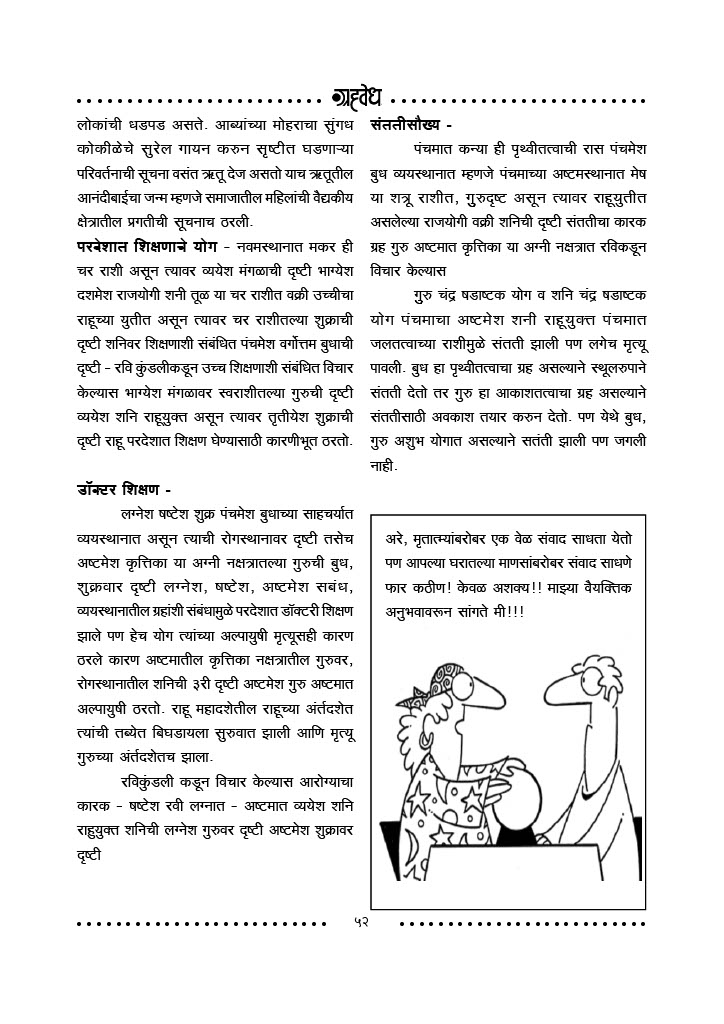 ग्रहवेध
लोकांची धडपड असते. आब्यांच्या मोहराचा सुंगध
कोकीळेचे सुरेल गायन करुन सृष्टीत घडणाऱ्या
परिवर्तनाची सूचना वसंत ऋतू देज असतो याच ऋतूतील
आनंदीबाईचा जन्म म्हणजे समाजातील महिलांची वैद्यकीय
क्षेत्रातील प्रगतीची सूचनाच ठरली.
परदेशात शिक्षणाचे योग - नवमस्थानात मकर ही
चर राशी असून त्यावर व्ययेश मंगळाची दृष्टी भाग्येश
दशमेश राजयोगी शनी तूळ या चर राशीत वक्री उच्चीचा
राहूच्या युतीत असून त्यावर चर राशीतल्या शुक्राची
दृष्टी शनिवर शिक्षणाशी संबंधित पंचमेश वर्गोत्तम बुधाची
दृष्टी - रवि कुंडलीकडून उच्च शिक्षणाशी संबंधित विचार
केल्यास भाग्येश मंगळावर स्वराशीतल्या गुरुची दृष्टी
व्ययेश शनि राहूयुक्त असून त्यावर तृतीयेश शुक्राची
दृष्टी राहू परदेशात शिक्षण घेण्यासाठी कारणीभूत ठरतो.
डॉक्टर शिक्षण -
लग्नेश षष्टेश शुक्र पंचमेश बुधाच्या साहचर्यात
व्ययस्थानात असून त्याची रोगस्थानावर दृष्टी तसेच
अष्टमेश कृत्तिका या अग्नी नक्षत्रातल्या गुरुची बुध,
शुक्रवार दृष्टी लग्नेश, षष्टेश, अष्टमेश सबंध,
व्ययस्थानातील ग्रहांशी संबंधामुळे परदेशात डॉक्टरी शिक्षण
झाले पण हेच योग त्यांच्या अल्पायुषी मृत्यूसही कारण
ठरले कारण अष्टमातील कृत्तिका नक्षत्रातील गुरुवर,
रोगस्थानातील शनिची ३री दृष्टी अष्टमेश गुरु अष्टमात
अल्पायुषी ठरतो. राहू महादशेतील राहूच्या अंर्तदशेत
त्यांची तब्येत बिघडायला सुरुवात झाली आणि मृत्यू
गुरुच्या अंर्तदशेतच झाला.
रविकुंडली कडून विचार केल्यास आरोग्याचा
कारक - षष्टेश रवी लग्नात - अष्टमात व्ययेश शनि
राहुयुक्त शनिची लग्नेश गुरुवर दृष्टी अष्टमेश शुक्रावर
दृष्टी
संततीसौख्य -
पंचमात कन्या ही पृथ्वीतत्वाची रास पंचमेश
बुध व्ययस्थानात म्हणजे पंचमाच्या अष्टमस्थानात मेष
या शत्रू राशीत, गुरुदृष्ट असून त्यावर राहूयुतीत
असलेल्या राजयोगी वक्री शनिची दृष्टी संततीचा कारक
ग्रह गुरु अष्टमात कृत्तिका या अग्नी नक्षत्रात रविकडून
विचार केल्यास
गुरु चंद्र षडाष्टक योग व शनि चंद्र षडाष्टक
योग पंचमाचा अष्टमेश शनी राहूयुक्त पंचमात
जलतत्वाच्या राशीमुळे संतती झाली पण लगेच मृत्यू
पावली. बुध हा पृथ्वीतत्वाचा ग्रह असल्याने स्थूलरुपाने
संतती देतो तर गुरु हा आकाशतत्वाचा ग्रह असल्याने
संततीसाठी अवकाश तयार करुन देतो. पण येथे बुध,
गुरु अशुभ योगात असल्याने सतंती झाली पण जगली
नाही.
अरे, मृतात्म्यांबरोबर एक वेळ संवाद साधता येतो
पण आपल्या घरातल्या माणसांबरोबर संवाद साधणे
फार कठीण! केवळ अशक्य!! माझ्या वैयक्तिक
अनुभवावरून सांगते मी!!!
५२